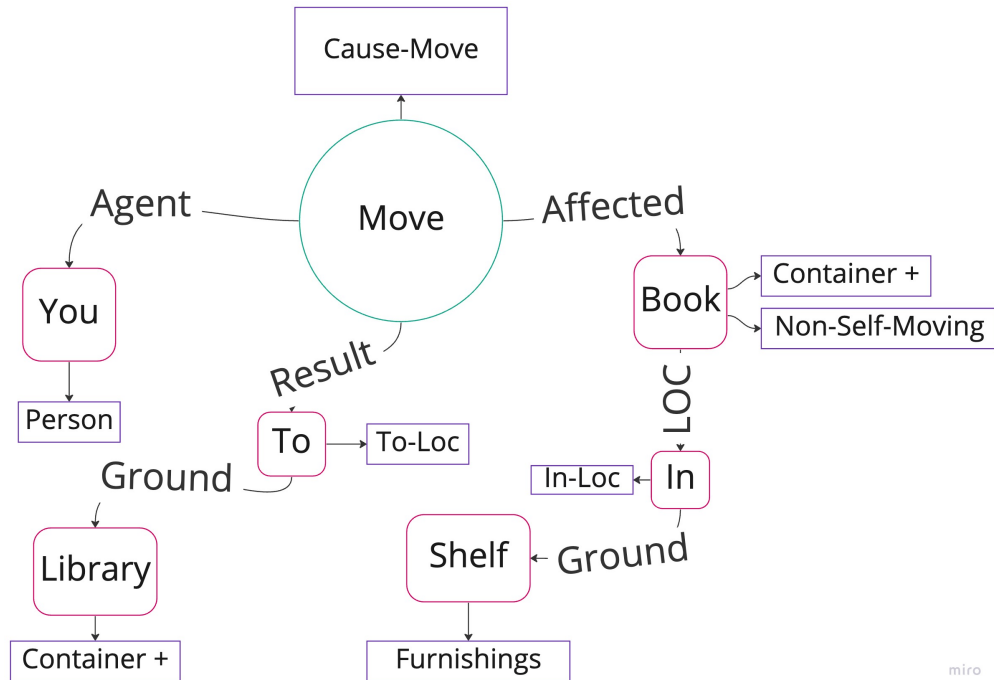 Cause-Move
Move
Agent
Affected
You
Person
Book
Container +
Non-Self-Moving
Result
To
To-Loc
LOC
Ground
In
In-Loc
Library
Container +
Shelf
Ground
Furnishings
miro